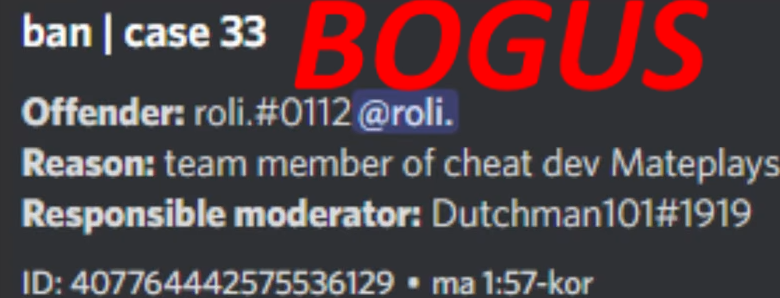 ban | case 33 BOGUS
Offender: roli.#0112 @roli.
Reason: team member of cheat dev Mateplays
Responsible moderator: Dutchman101#1919
ID: 407764442575536129 • ma 1:57-kor